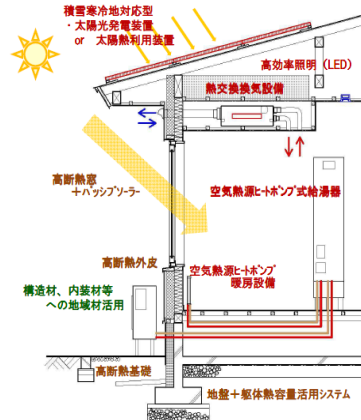 積雪寒冷地対応型
・太陽光発電装置
or 太陽熱利用装置
高効率照明（LED）
熱交換換気設備
高断熱窓
＋パッシブソーラー
空気熱源ヒートポンプ式給湯器
高断熱外皮
空気熱源ヒートポンプ
暖房設備
構造材、内装材等
への地域材活用
高断熱基礎
地盤＋躯体熱容量活用システム